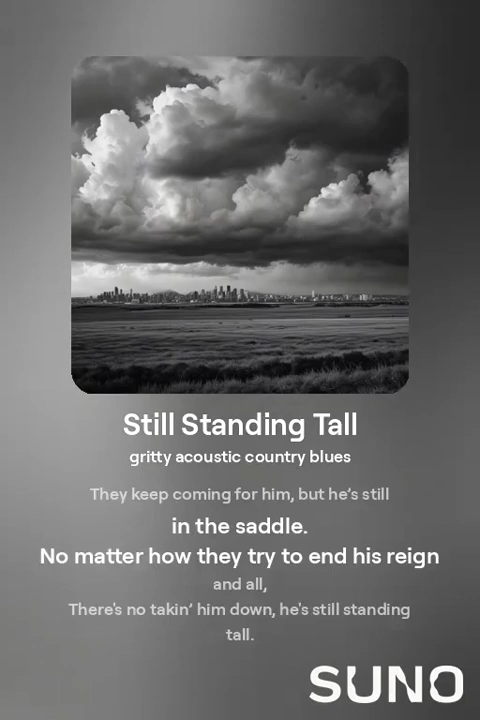 Still Standing Tall
gritty acoustic country blues
They keep coming for him, but he’s still
in the saddle.
No matter how they try to end his reign
and all,
There's no takin’ him down, he's still standing
tall.
SUNO